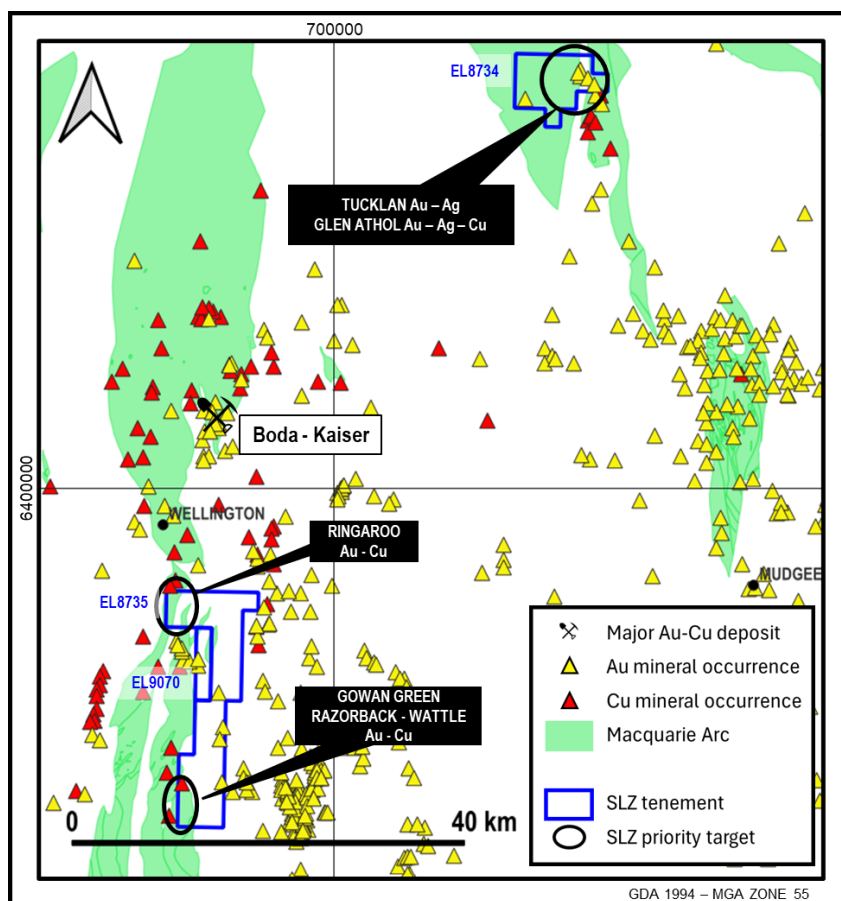 700000
EL8734
TUCKLAN Au – Ag
GLEN ATHOL Au – Ag – Cu
Boda - Kaiser
6400000
WELLINGTON
RINGAROO
Au - Cu
EL8735
MUDGEE
EL9070
GOWAN GREEN
RAZORBACK - WATTLE
Au - Cu
0
40 km
Major Au-Cu deposit
Au mineral occurrence
Cu mineral occurrence
Macquarie Arc
SLZ tenement
SLZ priority target
GDA 1994 – MGA ZONE 55